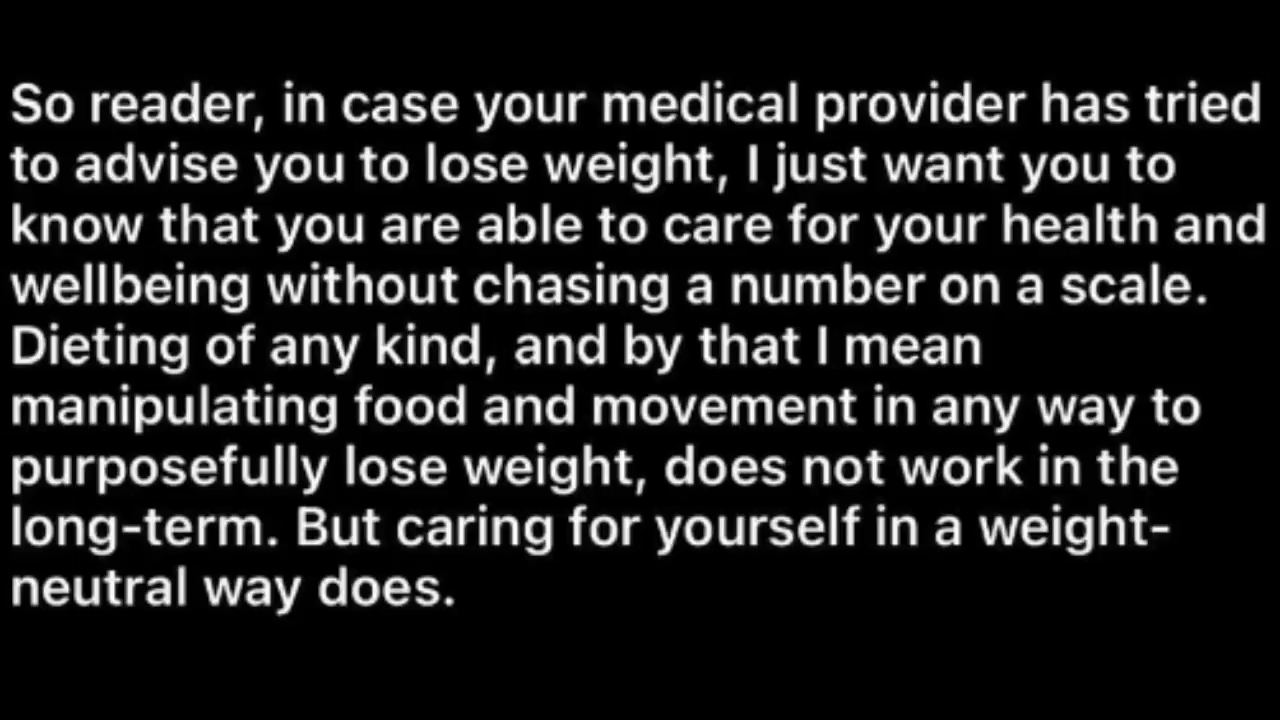 So reader, in case your medical provider has tried
to advise you to lose weight, I just want you to
know that you are able to care for your health and
wellbeing without chasing a number on a scale.
Dieting of any kind, and by that I mean
manipulating food and movement in any way to
purposefully lose weight, does not work in the
long-term. But caring for yourself in a weight-
neutral way does.